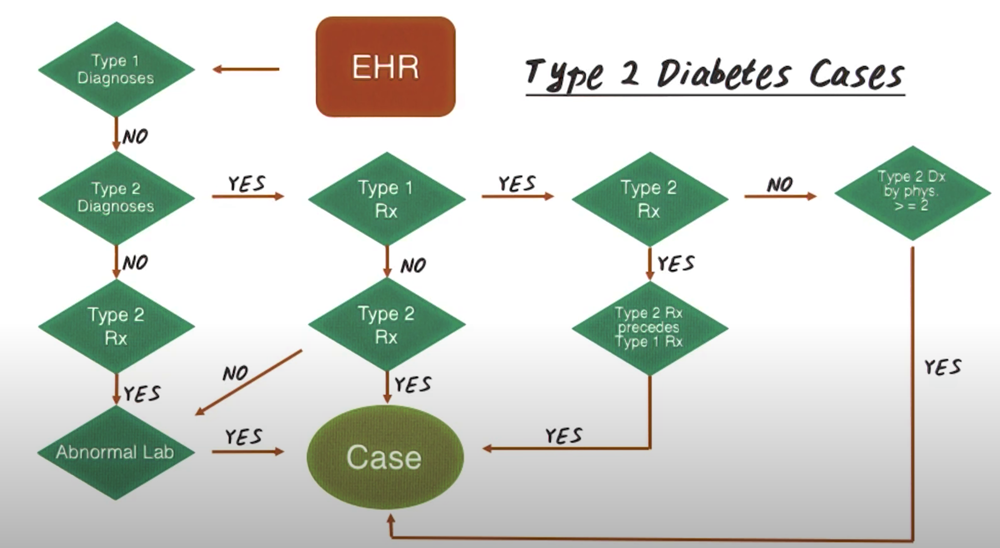 Type 1
Diagnoses
EHR
Type 2 Diabetes Cases
NO
Type 2
Diagnoses
YES
Type 1
Rx
YES
Type 2
Rx
NO
Type 2 Dx
by phys.
> = 2
NO
NO
YES
Type 2
Rx
Type 2
Rx
Type 2 Rx
precedes
Type 1 Rx
YES
NO
YES
YES
Abnormal Lab
YES
Case
YES